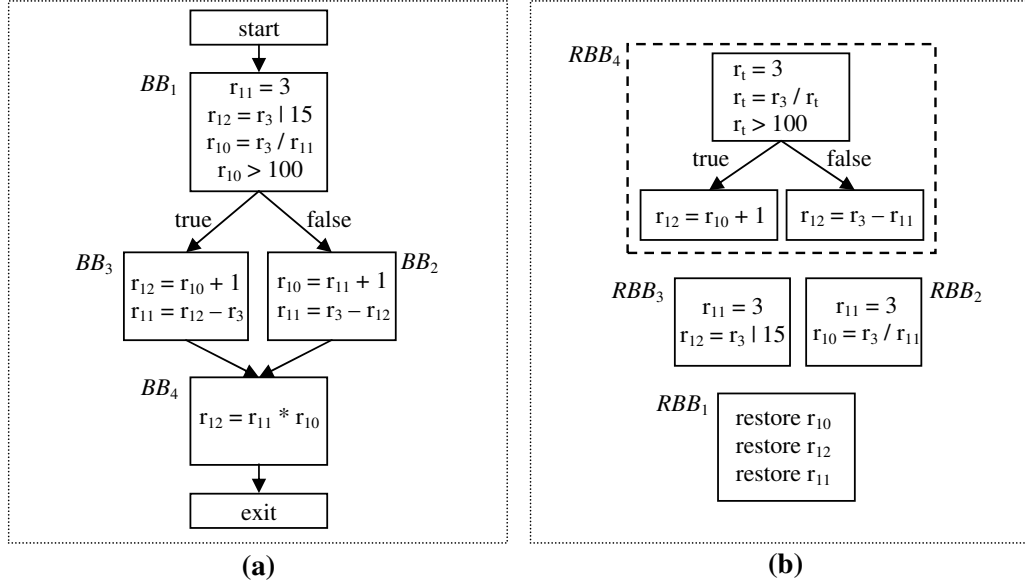 start
BB1
r11 = 3
r12 = r3 | 15
r10 = r3 / r11
r10 > 100
true
false
BB3
r12 = r10 + 1
r11 = r12 – r3
BB2
r10 = r11 + 1
r11 = r3 – r12
BB4
r12 = r11 * r10
exit
(a)
RBB4
rt = 3
rt = r3 / rt
rt > 100
true
false
r12 = r10 + 1
r12 = r3 – r11
RBB3
r11 = 3
r12 = r3 | 15
RBB2
r11 = 3
r10 = r3 / r11
RBB1
restore r10
restore r12
restore r11
(b)